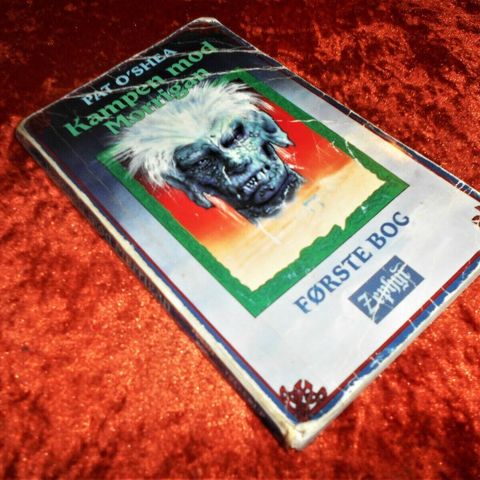 PAT O'SHEA
Kampen mod
Morrigan
FØRSTE BOG
Zephyr